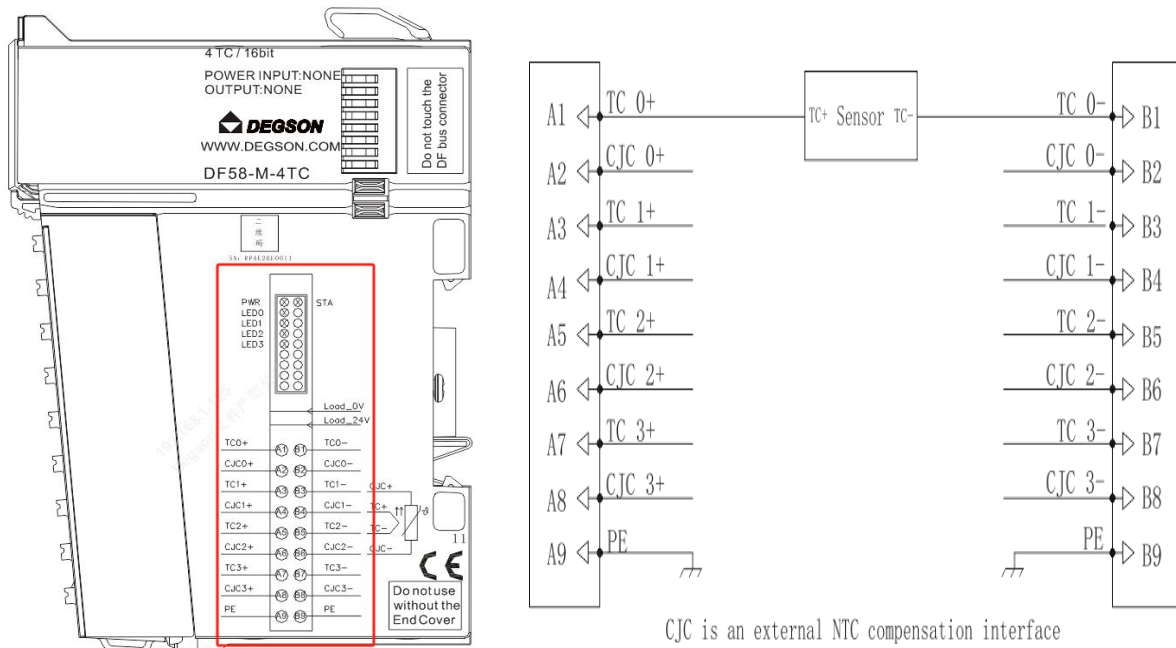 4 TC / 16bit
POWER INPUT:NONE
OUTPUT:NONE
DEGSON
WWW.DEGSON.COM
DF58-M-4TC
Do not touch the
DF bus connector
二
维
码
SN: RPAE20E0011
PWR STA
LED0
LED1
LED2
LED3
Load_0V
Load_24V
TC0+ A1 B1 TC0-
CJC0+ A2 B2 CJC0-
TC1+ A3 B3 TC1- CJC+
CJC1+ A4 B4 CJC1- TC+
TC2+ A5 B5 TC2- TC-
CJC2+ A6 B6 CJC2- CJC-
TC3+ A7 B7 TC3-
CJC3+ A8 B8 CJC3-
PE A9 B9 PE
11
CE
Do not use
without the
End Cover
A1 TC 0+ TC+ Sensor TC- TC 0- B1
A2 CJC 0+ CJC 0- B2
A3 TC 1+ TC 1- B3
A4 CJC 1+ CJC 1- B4
A5 TC 2+ TC 2- B5
A6 CJC 2+ CJC 2- B6
A7 TC 3+ TC 3- B7
A8 CJC 3+ CJC 3- B8
A9 PE PE B9
CJC is an external NTC compensation interface